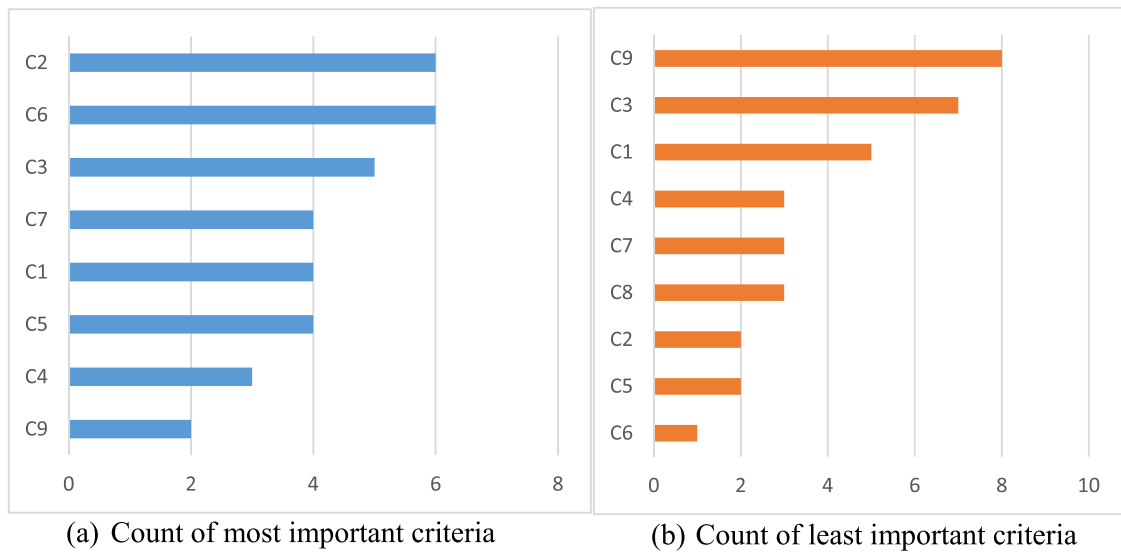 C2
C6
C3
C7
C1
C5
C4
C9
0 2 4 6 8
(a) Count of most important criteria
C9
C3
C1
C4
C7
C8
C2
C5
C6
0 2 4 6 8 10
(b) Count of least important criteria